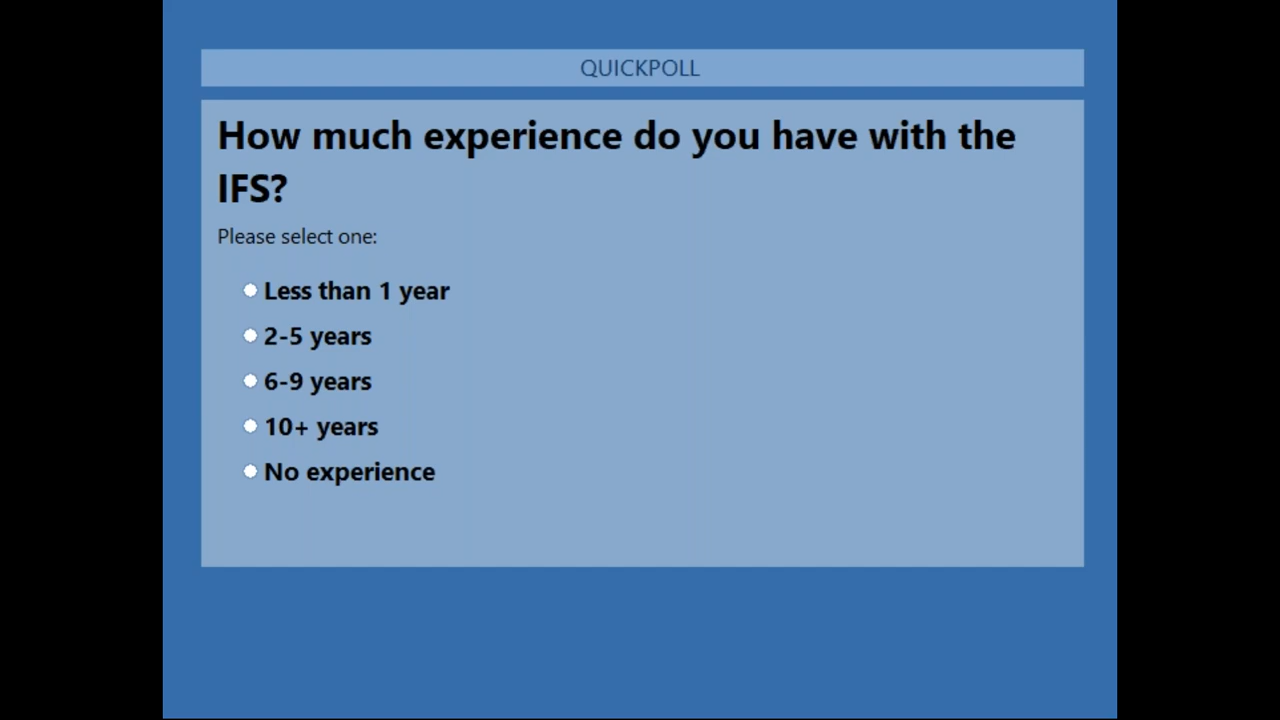 QUICKPOLL
How much experience do you have with the
IFS?
Please select one:
Less than 1 year
2-5 years
6-9 years
10+ years
No experience